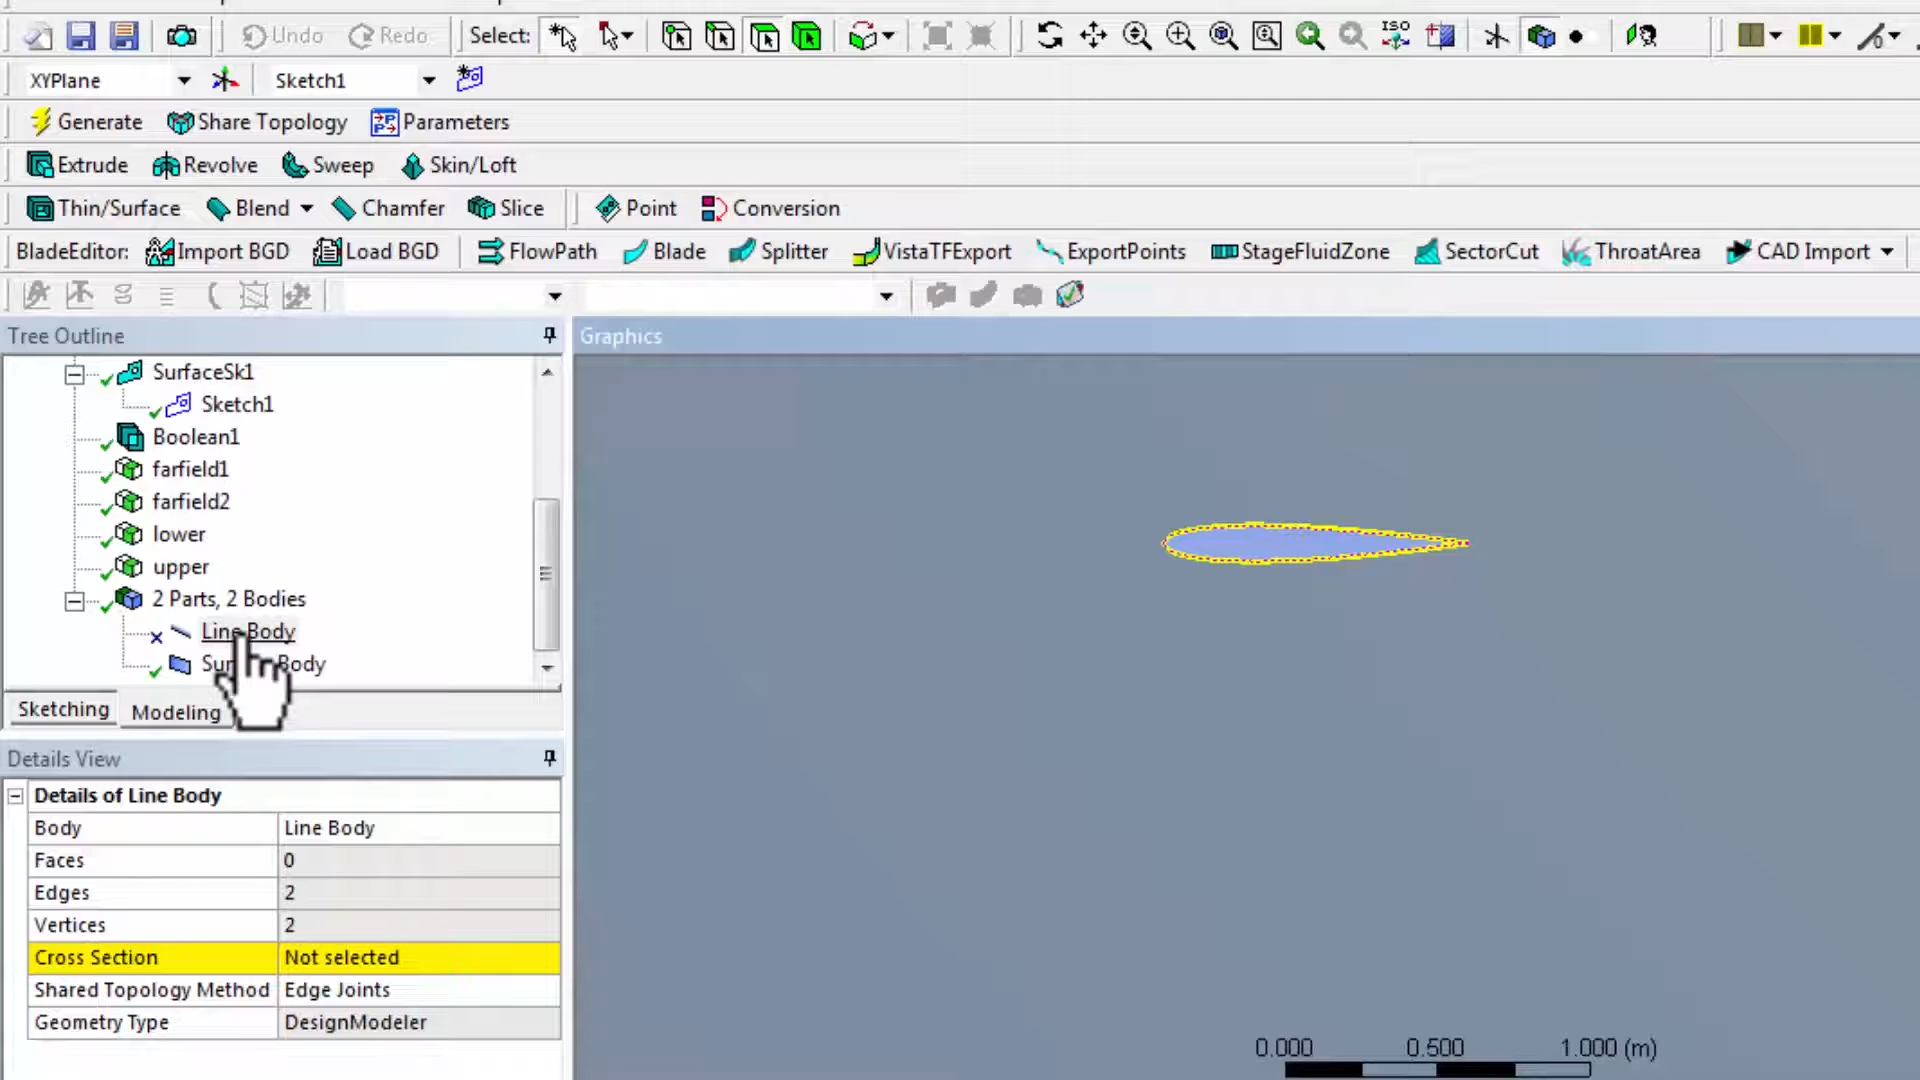 Undo Redo Select: ISO
XYPlane Sketch1
Generate Share Topology Parameters
Extrude Revolve Sweep Skin/Loft
Thin/Surface Blend Chamfer Slice Point Conversion
BladeEditor: Import BGD Load BGD FlowPath Blade Splitter VistaTFExport ExportPoints StageFluidZone SectorCut ThroatArea CAD Import
Tree Outline
Graphics
SurfaceSk1
Sketch1
Boolean1
farfield1
farfield2
lower
upper
2 Parts, 2 Bodies
Line Body
Body
Sketching Modeling
Details View
Details of Line Body
Body Line Body
Faces 0
Edges 2
Vertices 2
Cross Section Not selected
Shared Topology Method Edge Joints
Geometry Type DesignModeler
0.000 0.500 1.000 (m)